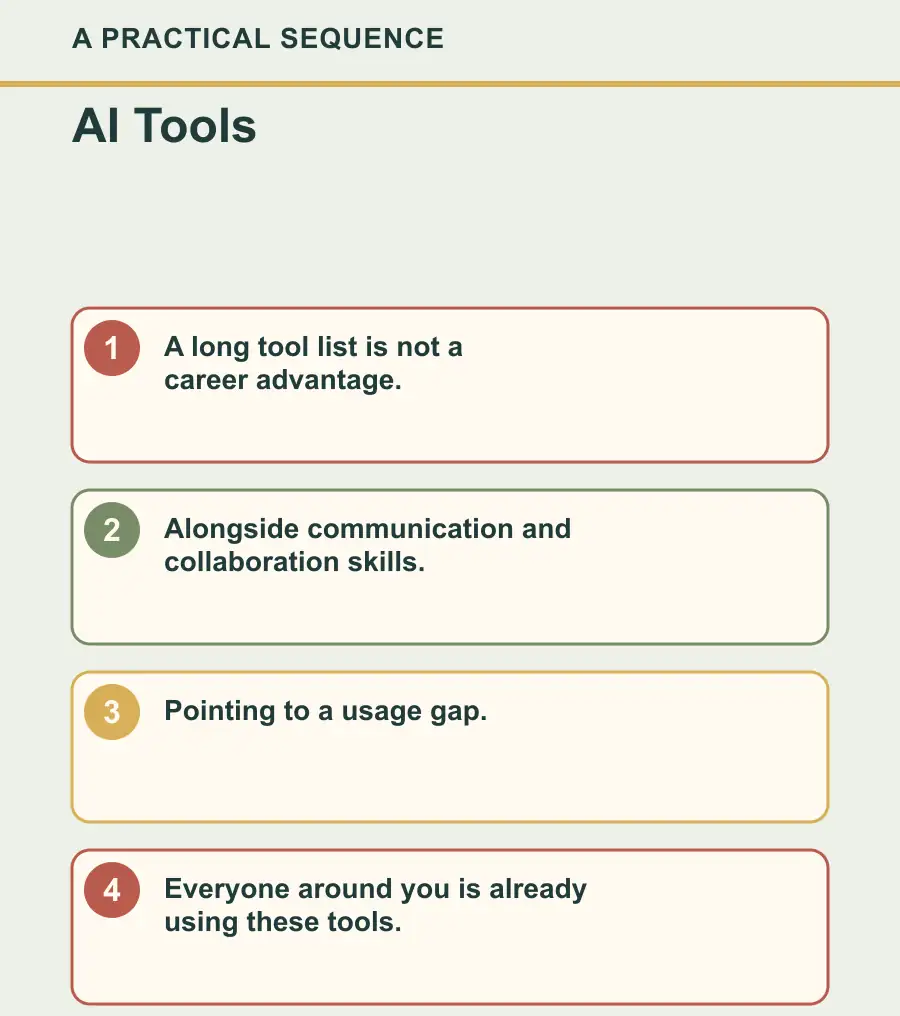 A PRACTICAL SEQUENCE
AI Tools
1
A long tool list is not a
career advantage.
2
Alongside communication and
collaboration skills.
3
Pointing to a usage gap.
4
Everyone around you is already
using these tools.